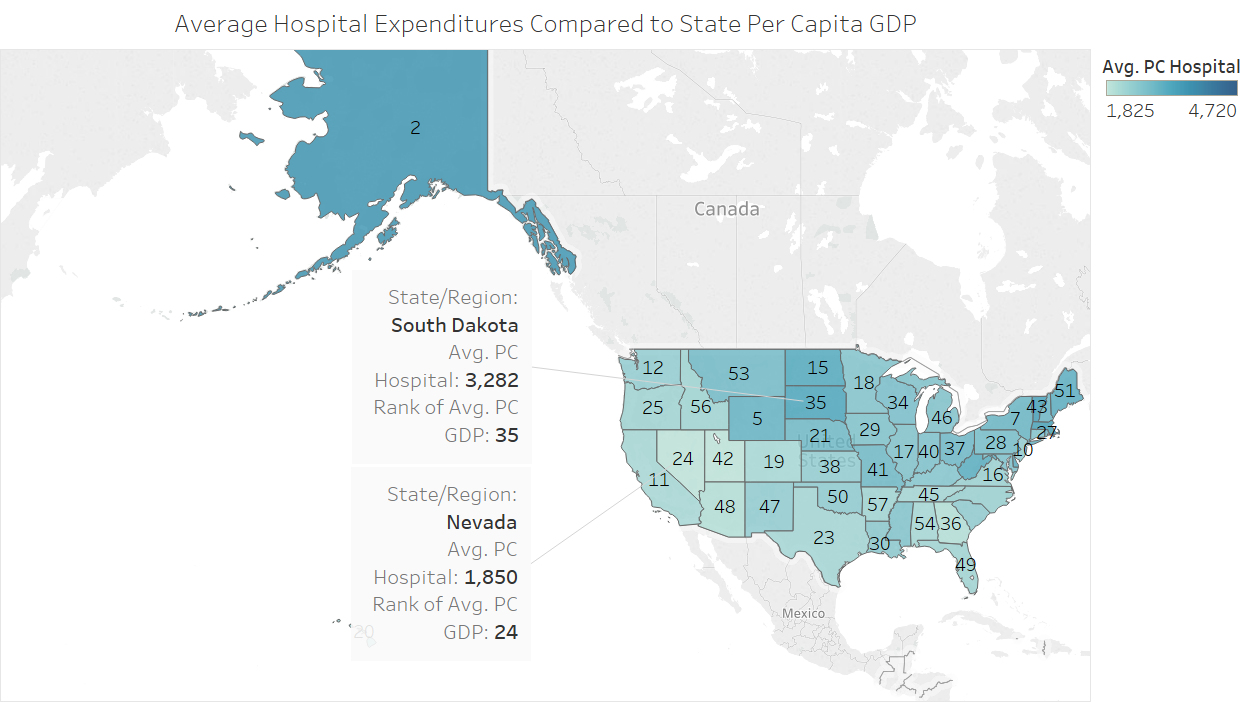 Average Hospital Expenditures Compared to State Per Capita GDP
Avg. PC Hospital
1,825 4,720
2
Canada
State/Region:
South Dakota
Avg. PC
Hospital: 3,282
Rank of Avg. PC
GDP: 35
State/Region:
Nevada
Avg. PC
Hospital: 1,850
Rank of Avg. PC
GDP: 24
20
12
53
15
18
25
56
5
35
34
46
7
43
51
27
24
42
19
21
29
17
40
37
28
10
16
11
48
47
38
41
45
50
57
54
36
23
30
49
United
States
Mexico